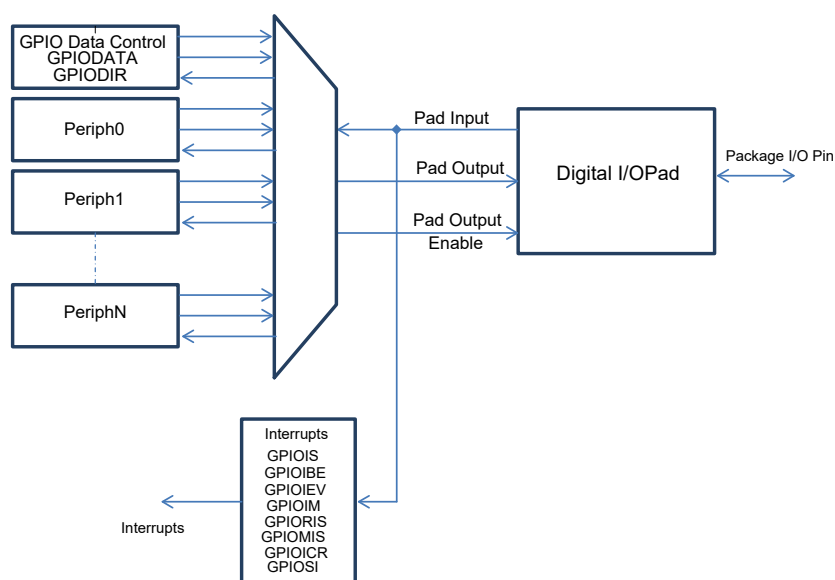 GPIO Data Control
GPIODATA
GPIODIR
Periph0
Periph1
PeriphN
Pad Input
Pad Output
Pad Output
Enable
Digital I/OPad
Package I/O Pin
Interrupts
GPIOIS
GPIOIBE
GPIOIEV
GPIOIM
GPIORIS
GPIOMIS
GPIOICR
GPIOSI
Interrupts